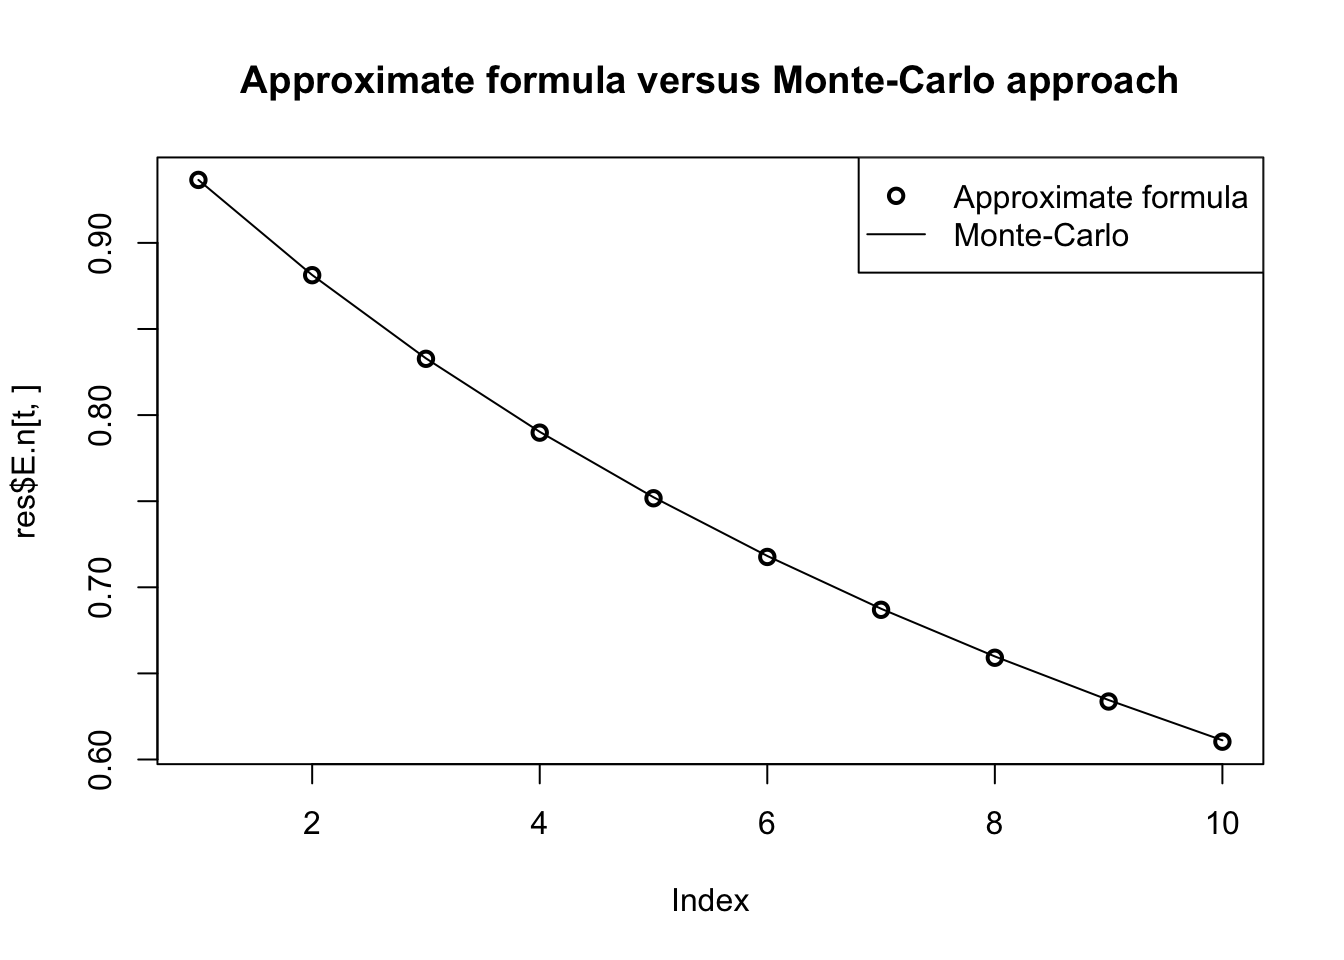 Approximate formula versus Monte-Carlo approach
Approximate formula
Monte-Carlo
res$E.n[t, ]
0.90
0.80
0.70
0.60
2 4 6 8 10
Index